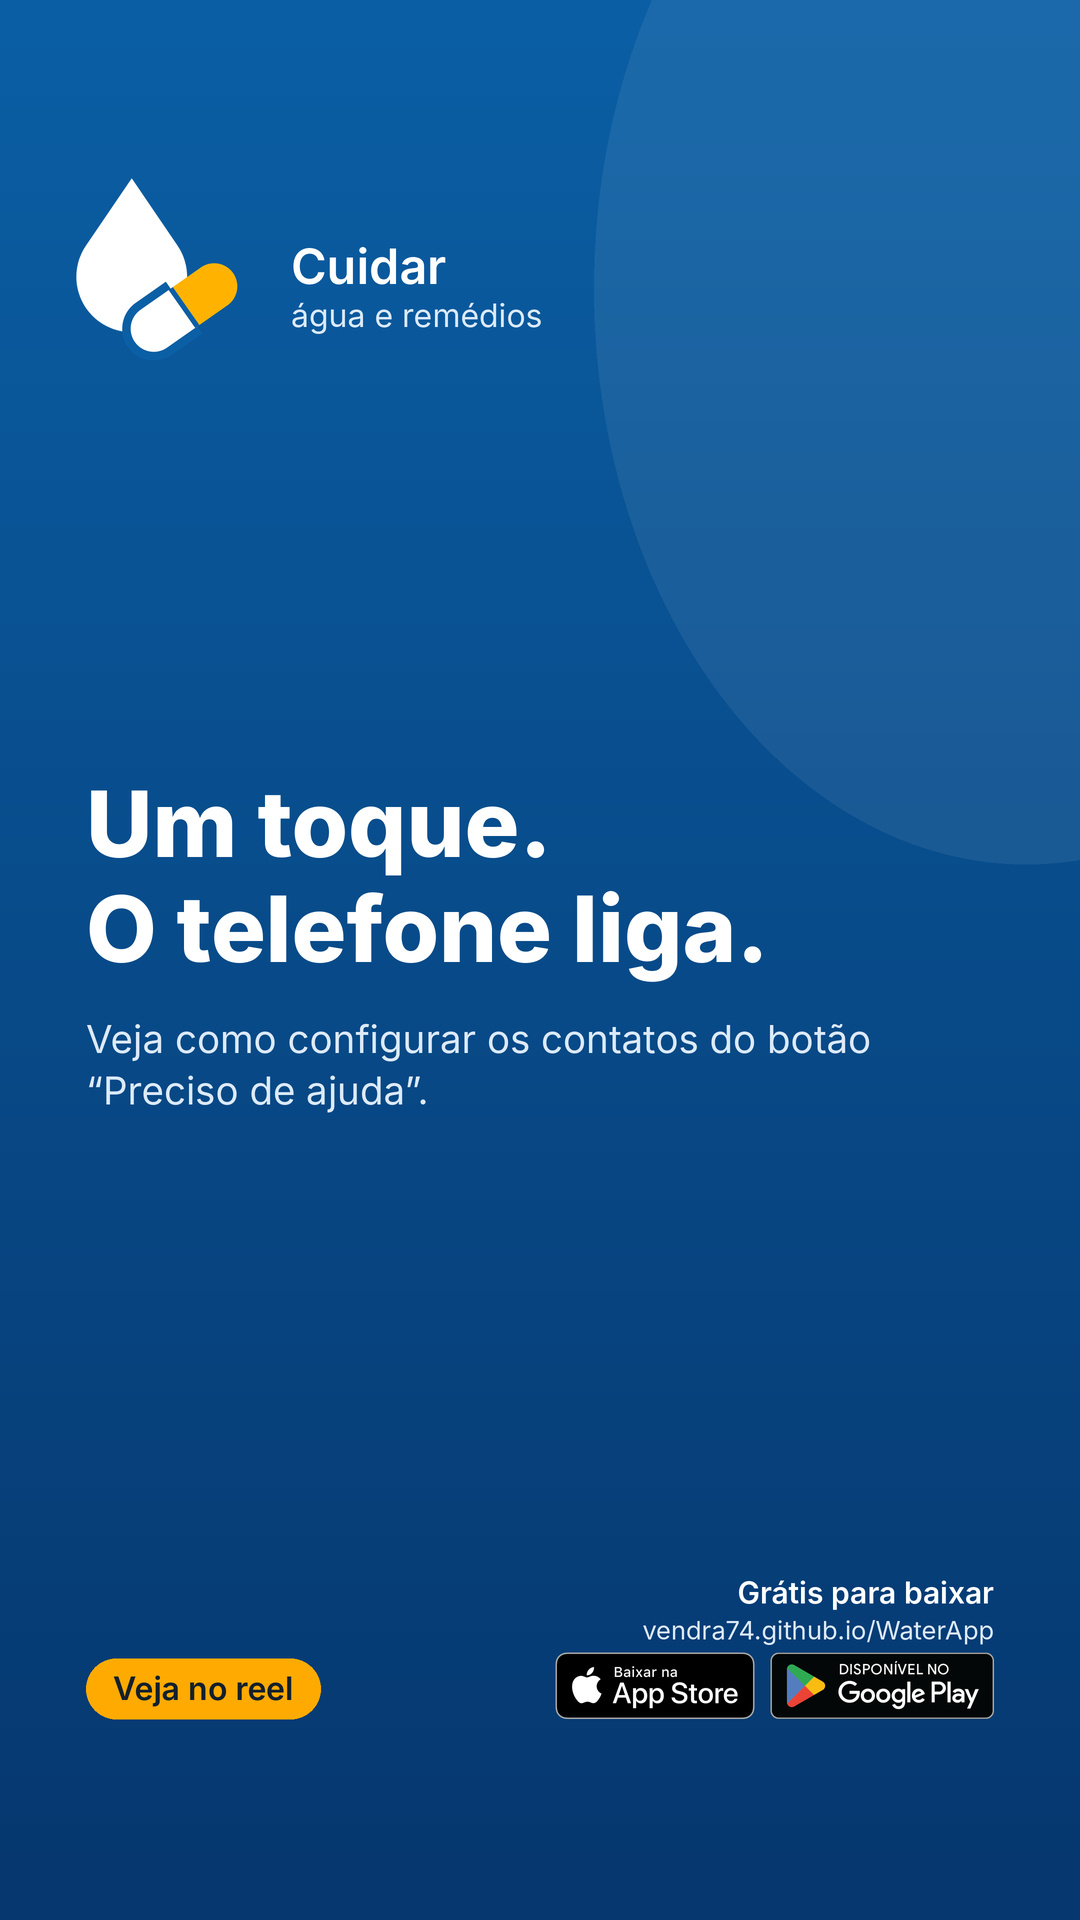 Cuidar
água e remédios
Um toque.
O telefone liga.
Veja como configurar os contatos do botão
“Preciso de ajuda”.
Grátis para baixar
vendra74.github.io/WaterApp
Veja no reel
Baixar na
App Store
DISPONÍVEL NO
Google Play